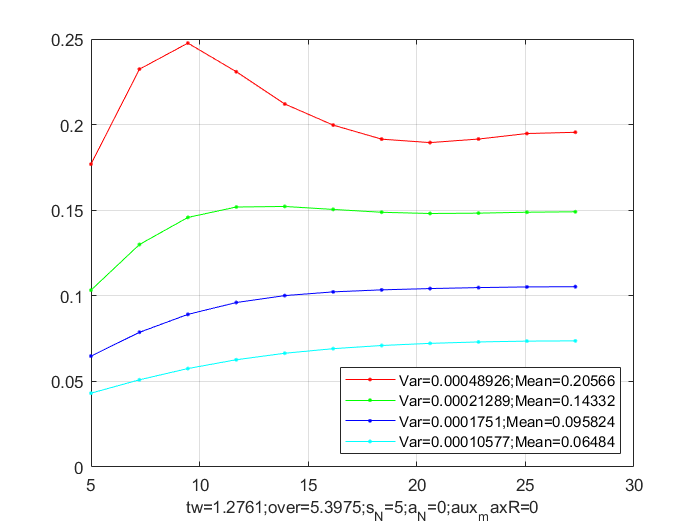 0.25
0.2
0.15
0.1
0.05
0
5
10
15
20
25
30
Var=0.00048926;Mean=0.20566
Var=0.00021289;Mean=0.14332
Var=0.0001751;Mean=0.095824
Var=0.00010577;Mean=0.06484
tw=1.2761;over=5.3975;s_N=5;a_N=0;aux_maxR=0